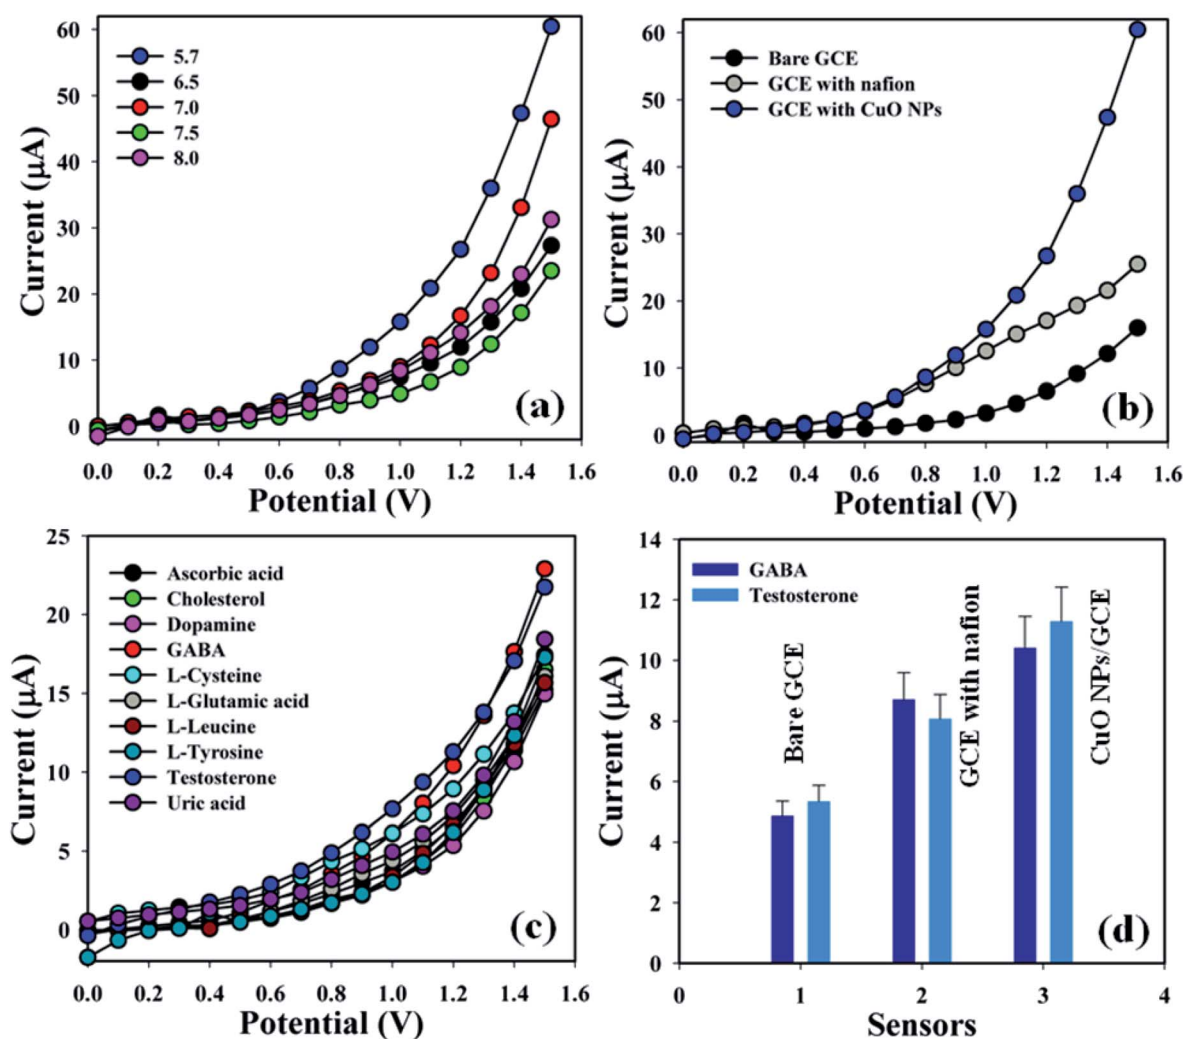 60
50
40
30
20
10
0
Current (μA)
5.7
6.5
7.0
7.5
8.0
(a)
0.0 0.2 0.4 0.6 0.8 1.0 1.2 1.4 1.6
Potential (V)
60
50
40
30
20
10
0
Current (μA)
Bare GCE
GCE with nafion
GCE with CuO NPs
(b)
0.0 0.2 0.4 0.6 0.8 1.0 1.2 1.4 1.6
Potential (V)
25
20
15
10
5
0
Current (μA)
Ascorbic acid
Cholesterol
Dopamine
GABA
L-Cysteine
L-Glutamic acid
L-Leucine
L-Tyrosine
Testosterone
Uric acid
(c)
0.0 0.2 0.4 0.6 0.8 1.0 1.2 1.4 1.6
Potential (V)
14
12
10
8
6
4
2
0
Current (μA)
GABA
Testosterone
Bare GCE
GCE with nafion
CuO NPs/GCE
(d)
0 1 2 3 4
Sensors